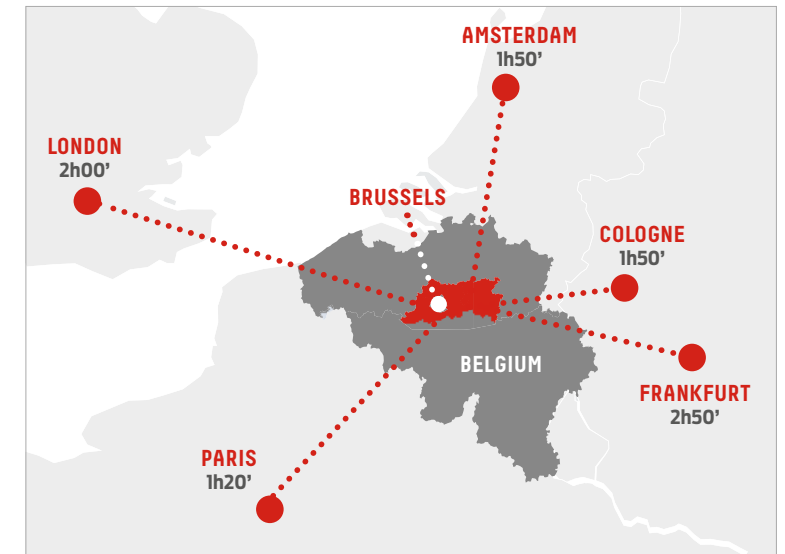 AMSTERDAM
1h50’
LONDON
2h00’
BRUSSELS
COLOGNE
1h50’
BELGIUM
FRANKFURT
2h50’
PARIS
1h20’